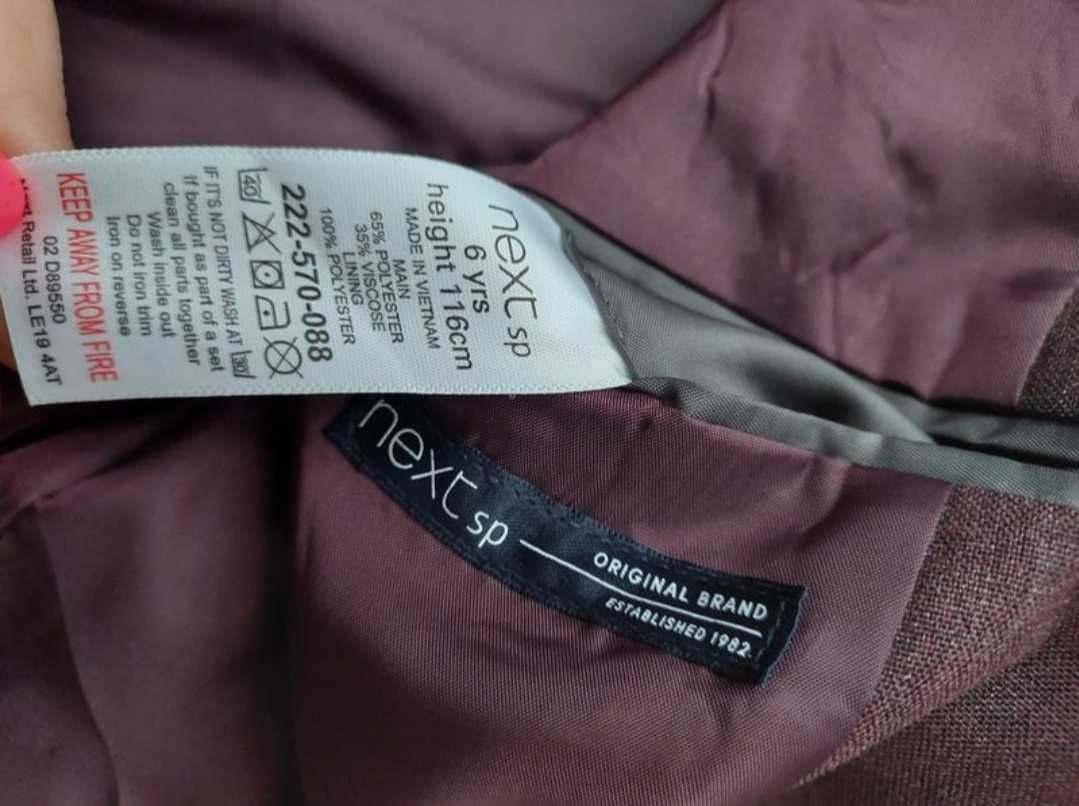 next sp
6 yrs
height 116cm
MADE IN VIETNAM
MAIN
65% POLYESTER
35% VISCOSE
LINING
100% POLYESTER
222-570-088
40
IF IT'S NOT DIRTY WASH AT 30
If bought as part of a set
clean all parts together
Wash inside out
Do not iron trim
Iron on reverse
KEEP AWAY FROM FIRE
02 D89550
Retail Ltd. LE19 4AT
next sp
ORIGINAL BRAND
ESTABLISHED 1982